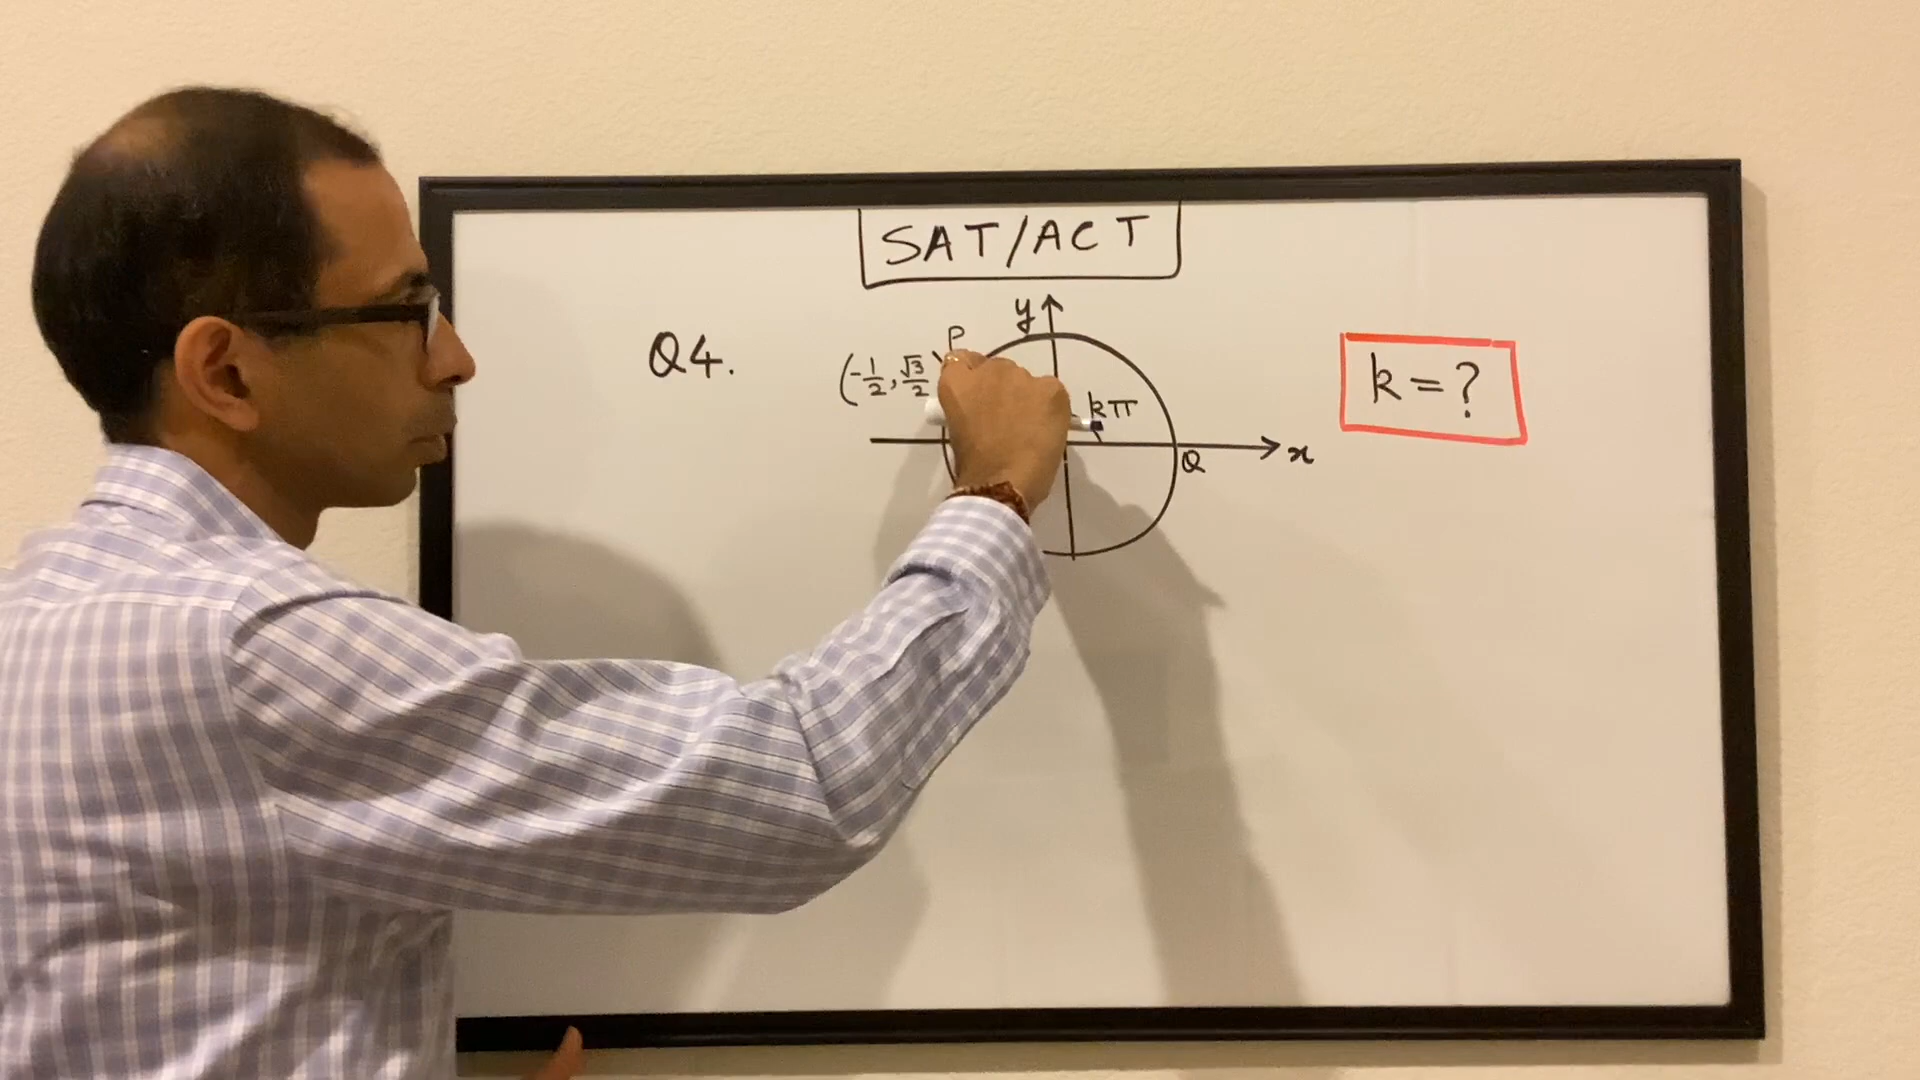 SAT/ACT
Q4.
y
P
(-1/2, √3/2
kπ
Q
x
k = ?